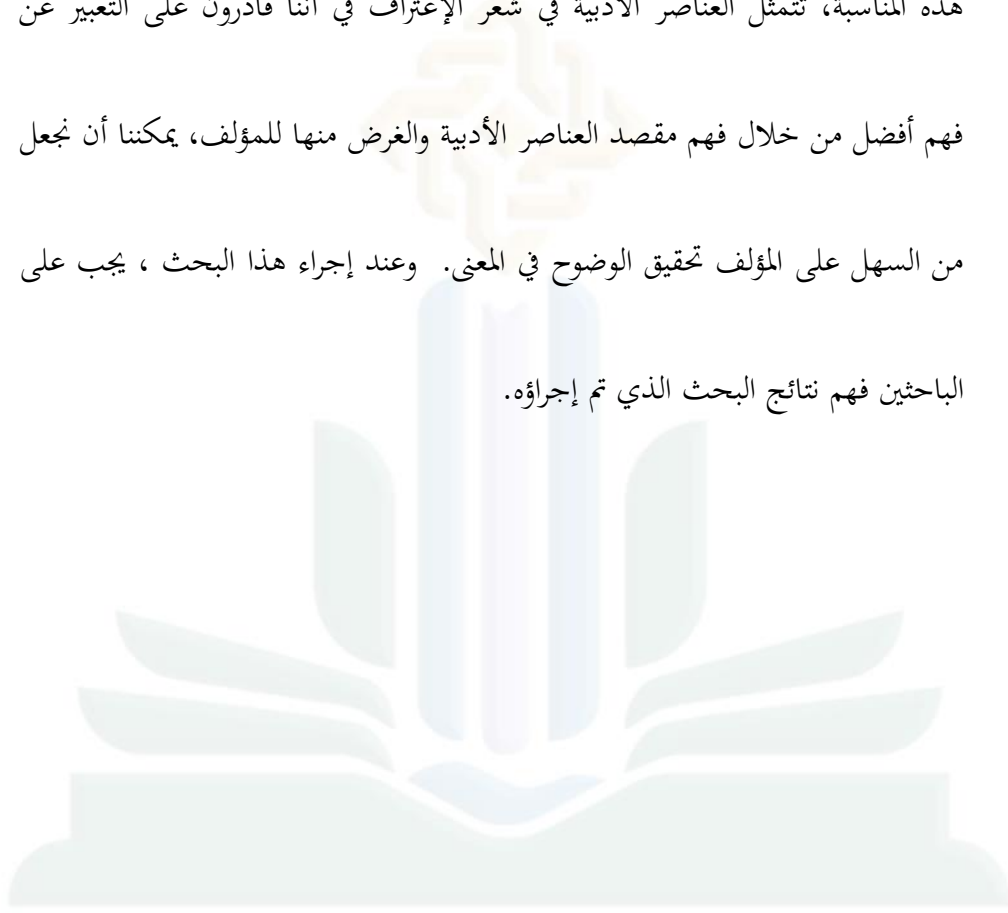 هذه المناسبة، تتمثل العناصر الأدبية في شعر الإعتراف في أننا قادرون على التعبير عن
فهم أفضل من خلال فهم مقصد العناصر الأدبية والغرض منها للمؤلف، يمكننا أن نجعل
من السهل على المؤلف تحقيق الوضوح في المعنى. وعند إجراء هذا البحث ، يجب على
الباحثين فهم نتائج البحث الذي تم إجراؤه.